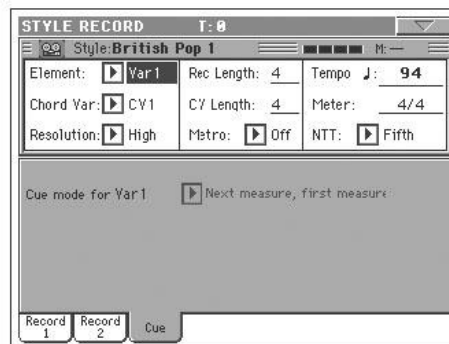 STYLE RECORD T: 0
Style:British Pop 1 M:—
Element: Var1 Rec Length: 4 Tempo ♩: 94
Chord Var: CV1 CV Length: 4 Meter: 4/4
Resolution: High Metro: Off NTT: Fifth
Cue mode for Var1 Next measure, first measure
Record 1 Record 2 Cue